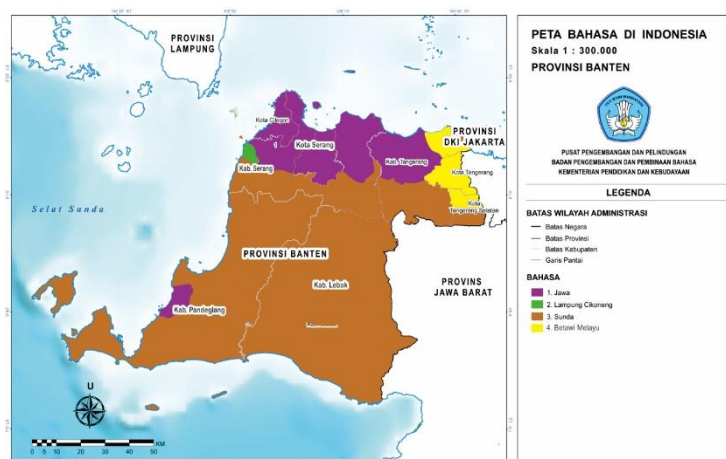 PROVINSI
LAMPUNG
PROVINSI
DKI JAKARTA
Kota Cilegon
Kota Serang
Kab. Tangerang
Kab. Serang
Kota Tangerang
Kota
Tangerang Selatan
Selat Sunda
PROVINSI BANTEN
Kab. Lebak
PROVINS
JAWA BARAT
Kab. Pandeglang
U
0 2 4 6 8 10 20 30 40 50 KM
PETA BAHASA DI INDONESIA
Skala 1 : 300.000
PROVINSI BANTEN
PUSAT PENGEMBANGAN DAN PELINDUNGAN
BADAN PENGEMBANGAN DAN PEMBINAAN BAHASA
KEMENTERIAN PENDIDIKAN DAN KEBUDAYAAN
LEGENDA
BATAS WILAYAH ADMINISTRASI
Batas Negara
Batas Provinsi
Batas Kabupaten
Garis Pantai
BAHASA
1. Jawa
2. Lampung Cikoneng
3. Sunda
4. Betawi Melayu